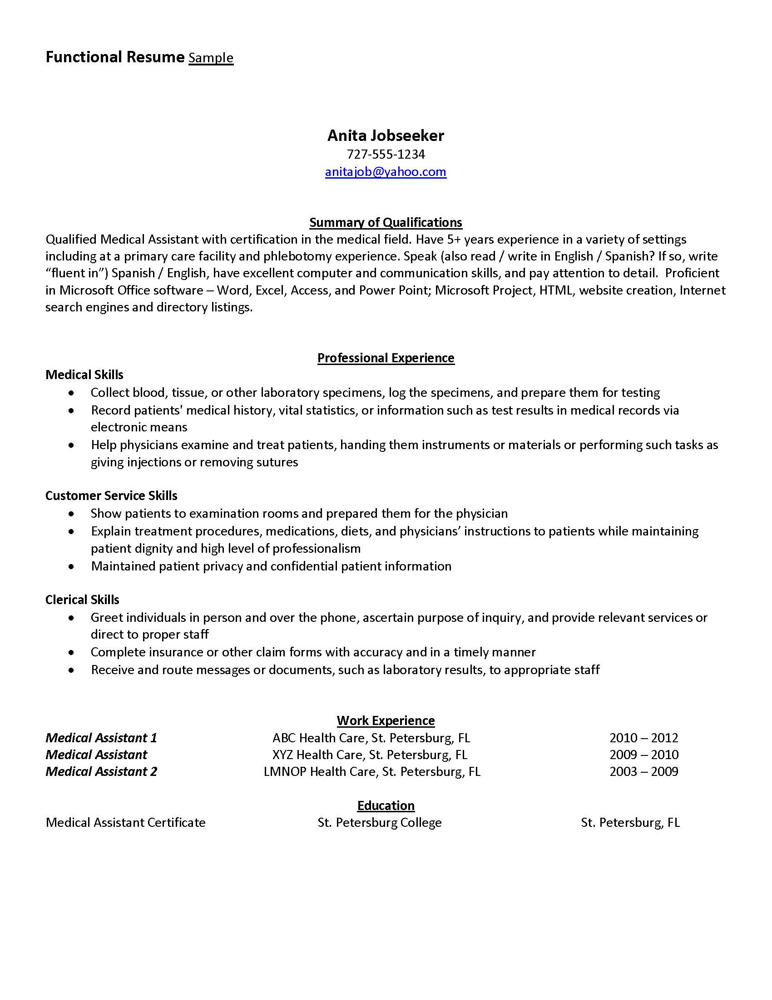 Functional Resume Sample
Anita Jobseeker
727-555-1234
anitajob@yahoo.com
Summary of Qualifications
Qualified Medical Assistant with certification in the medical field. Have 5+ years experience in a variety of settings
including at a primary care facility and phlebotomy experience. Speak (also read / write in English / Spanish? If so, write
“fluent in”) Spanish / English, have excellent computer and communication skills, and pay attention to detail.  Proficient
in Microsoft Office software – Word, Excel, Access, and Power Point; Microsoft Project, HTML, website creation, Internet
search engines and directory listings.
Professional Experience
Medical Skills
• Collect blood, tissue, or other laboratory specimens, log the specimens, and prepare them for testing
• Record patients' medical history, vital statistics, or information such as test results in medical records via
electronic means
• Help physicians examine and treat patients, handing them instruments or materials or performing such tasks as
giving injections or removing sutures
Customer Service Skills
• Show patients to examination rooms and prepared them for the physician
• Explain treatment procedures, medications, diets, and physicians’ instructions to patients while maintaining
patient dignity and high level of professionalism
• Maintained patient privacy and confidential patient information
Clerical Skills
• Greet individuals in person and over the phone, ascertain purpose of inquiry, and provide relevant services or
direct to proper staff
• Complete insurance or other claim forms with accuracy and in a timely manner
• Receive and route messages or documents, such as laboratory results, to appropriate staff
Work Experience
Medical Assistant 1 ABC Health Care, St. Petersburg, FL 2010 – 2012
Medical Assistant XYZ Health Care, St. Petersburg, FL 2009 – 2010
Medical Assistant 2 LMNOP Health Care, St. Petersburg, FL 2003 – 2009
Education
Medical Assistant Certificate St. Petersburg College St. Petersburg, FL